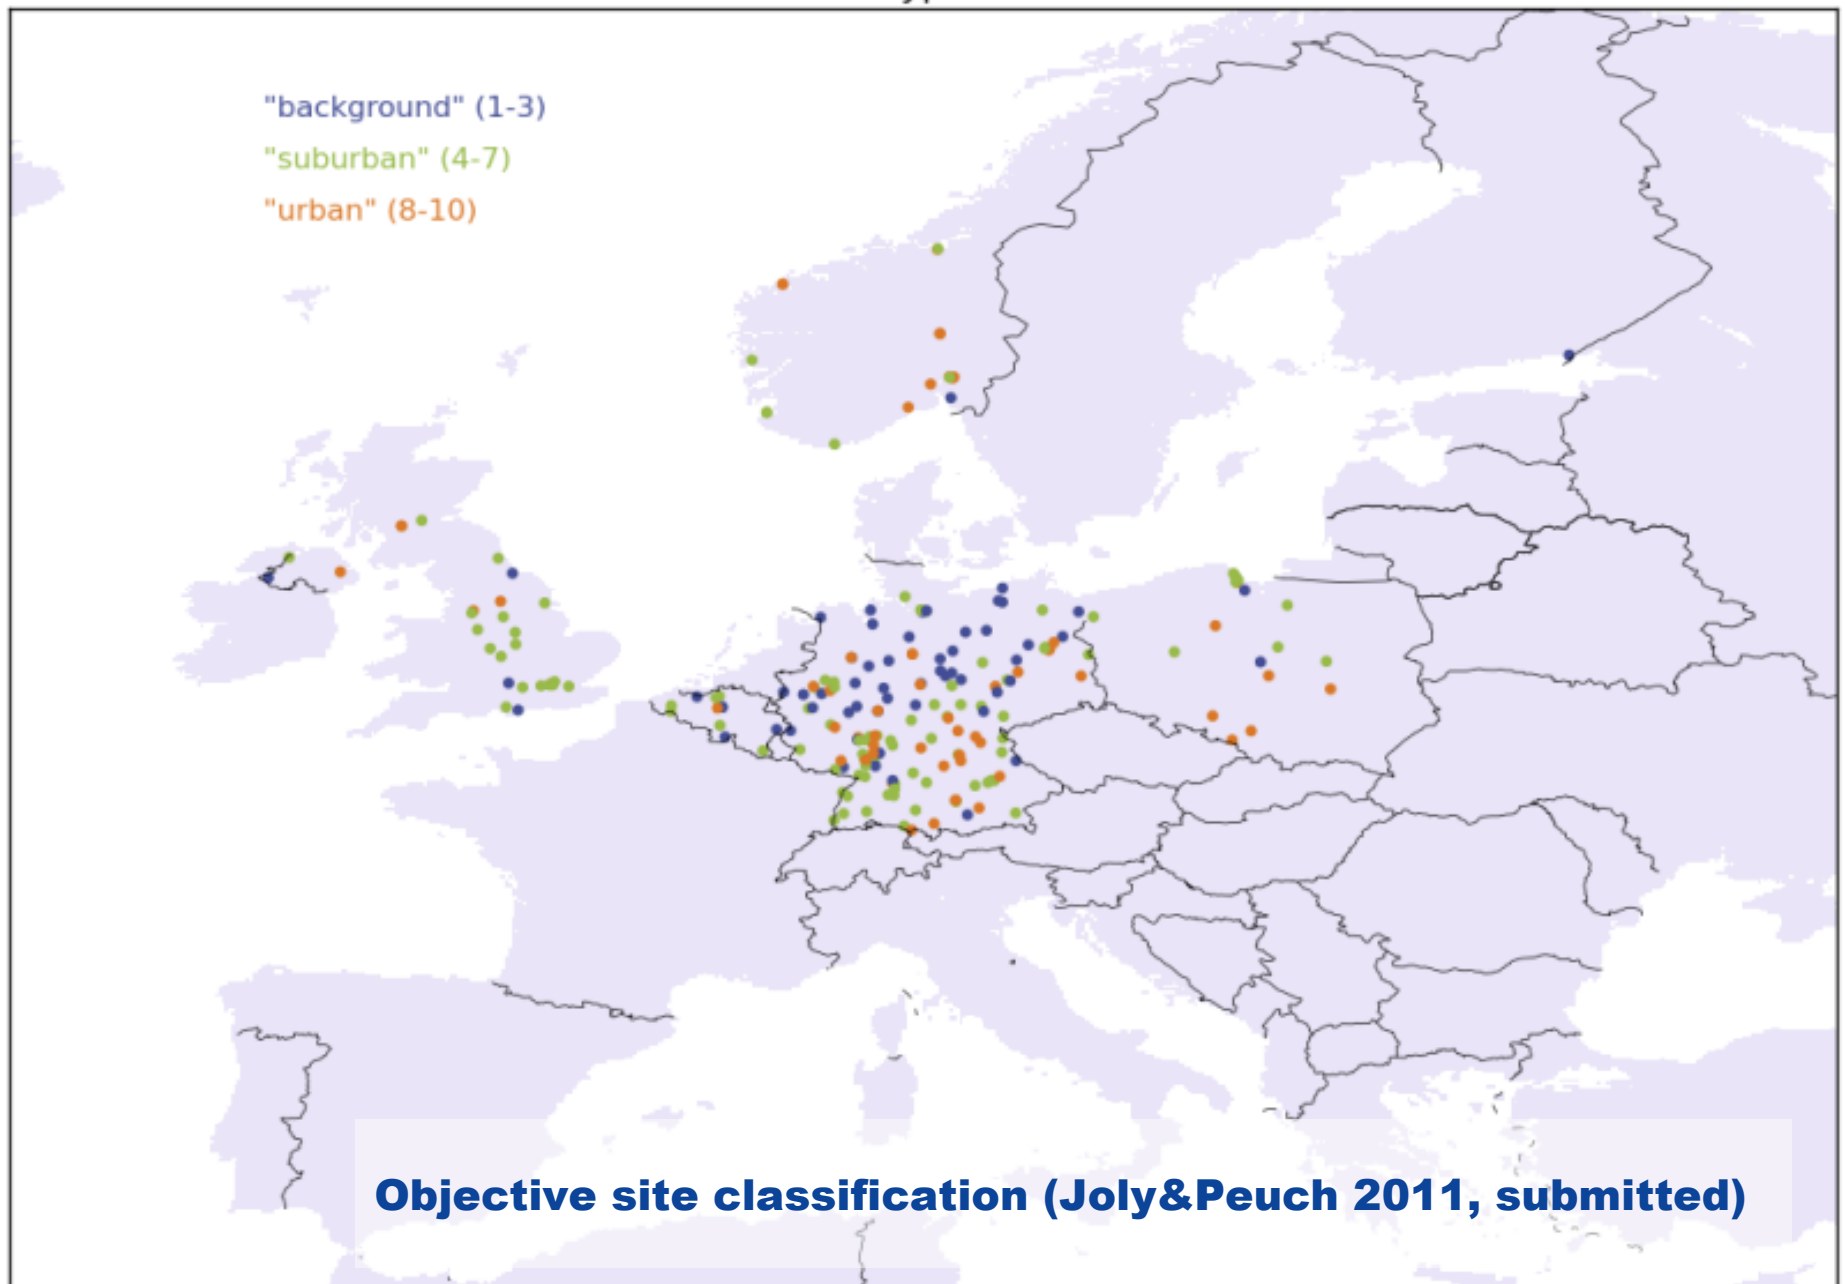 "background" (1-3)
"suburban" (4-7)
"urban" (8-10)
Objective site classification (Joly&Peuch 2011, submitted)